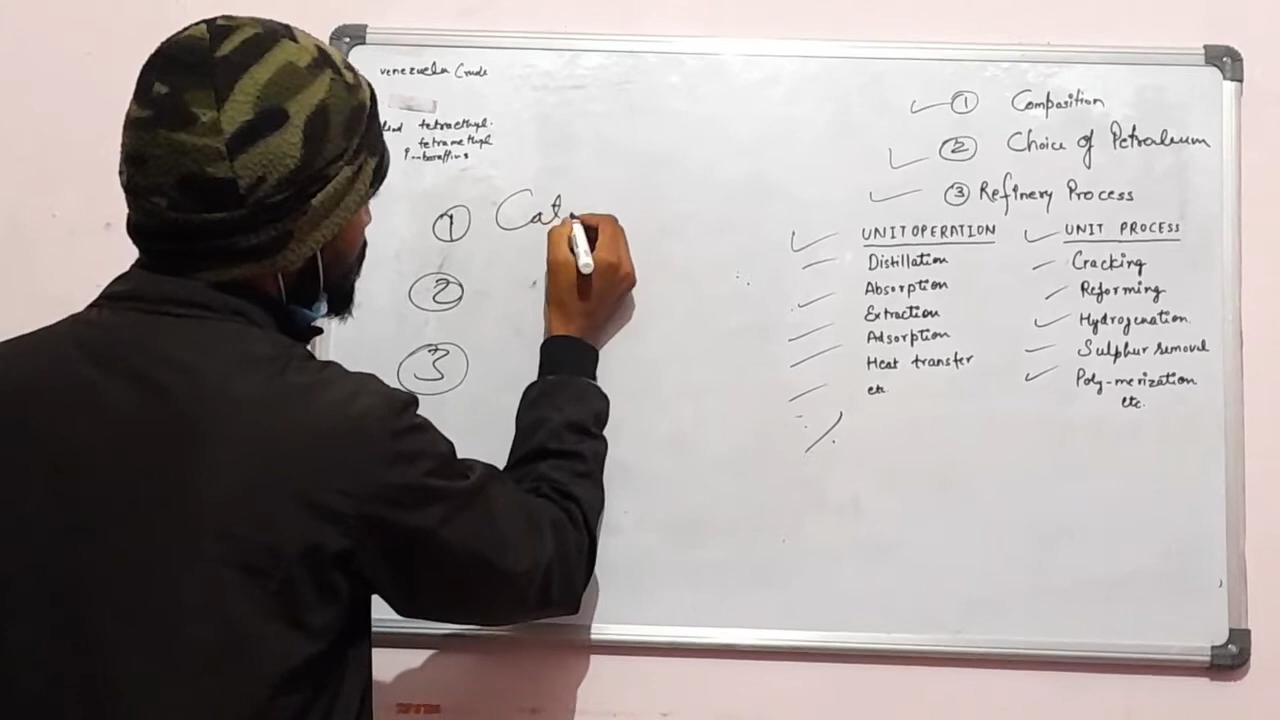 venezuela Crude
tetraethyl.
tetramethyl
① Cat
②
③
① Composition
② Choice of Petroleum
③ Refinery Process
UNIT OPERATION
Distillation
Absorption
Extraction
Adsorption
Heat transfer
etc.
UNIT PROCESS
Cracking
Reforming
Hydrogenation.
Sulphur removal
Poly-merization
etc.